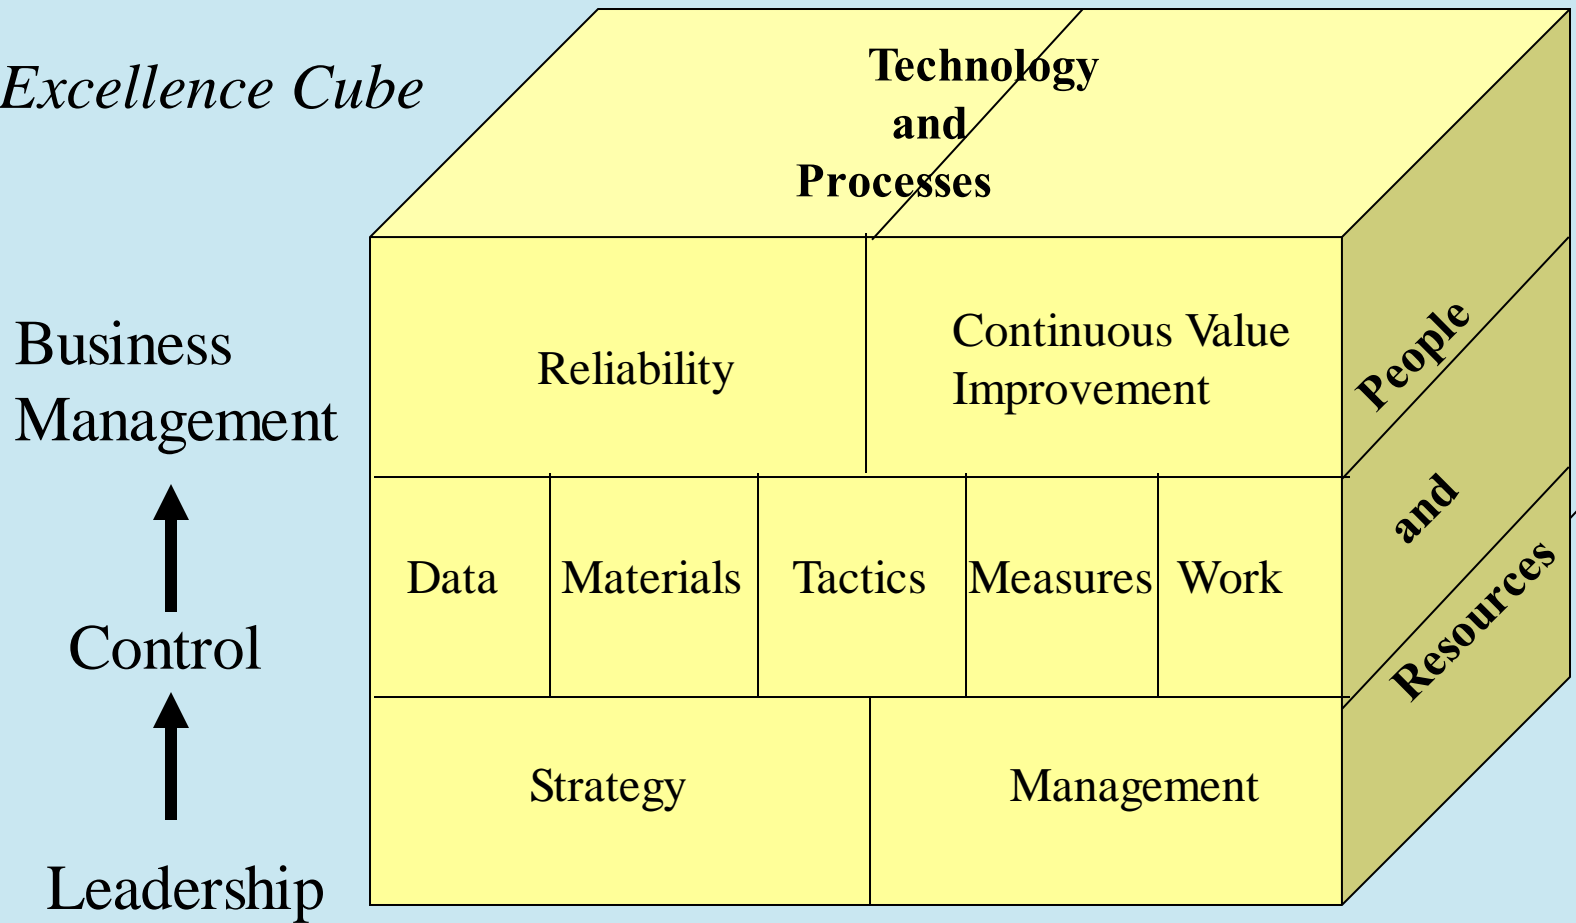 Excellence Cube
Technology
and
Processes
Business
Management
Reliability
Continuous Value
Improvement
People
and
Resources
Control
Data
Materials
Tactics
Measures
Work
Leadership
Strategy
Management